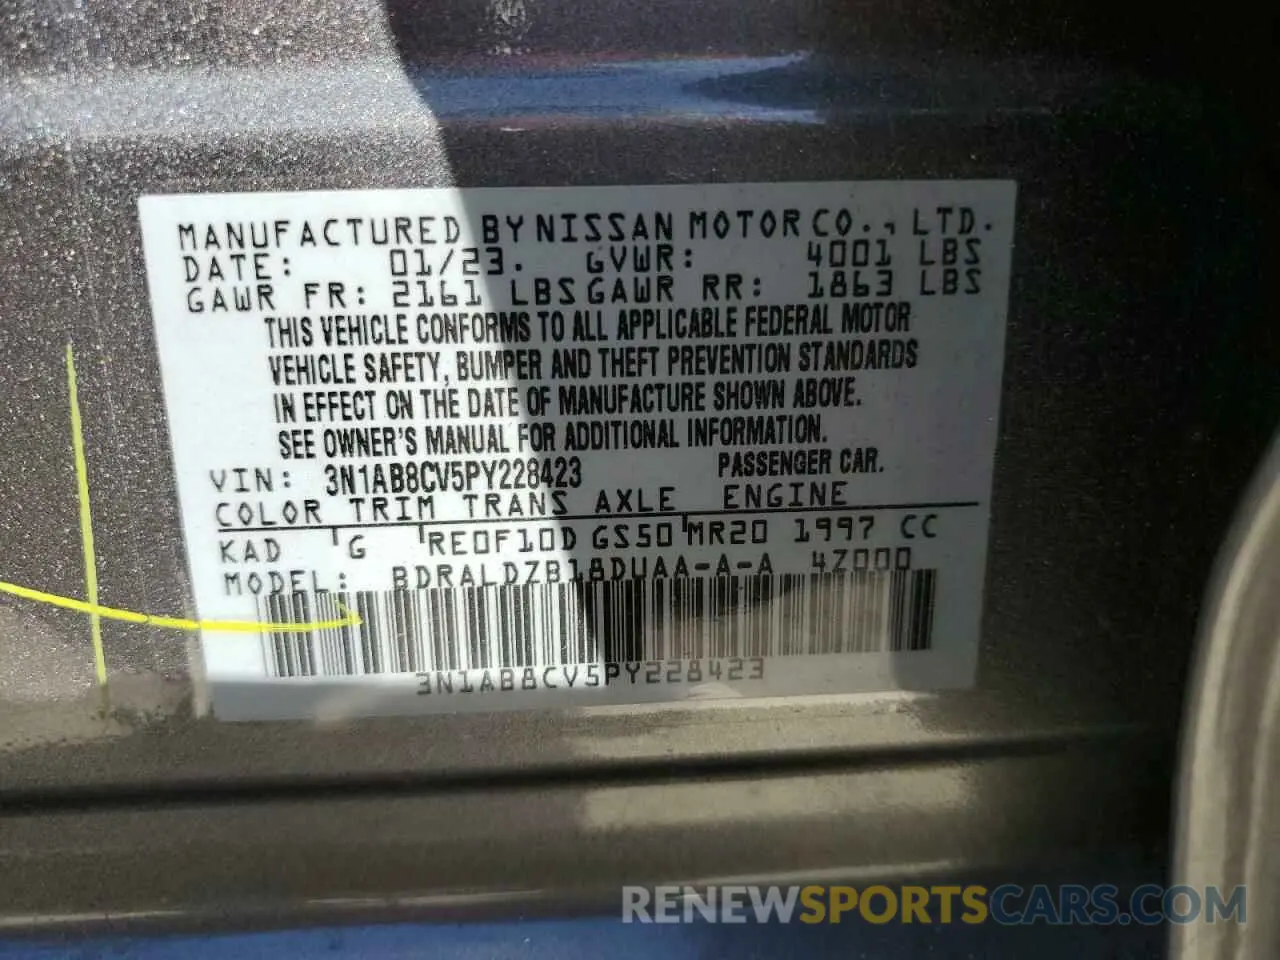 MANUFACTURED BY NISSAN MOTOR CO., LTD.
DATE: 01/23. GVWR: 4001 LBS
GAWR FR: 2161 LBS GAWR RR: 1863 LBS
THIS VEHICLE CONFORMS TO ALL APPLICABLE FEDERAL MOTOR
VEHICLE SAFETY, BUMPER AND THEFT PREVENTION STANDARDS
IN EFFECT ON THE DATE OF MANUFACTURE SHOWN ABOVE.
SEE OWNER'S MANUAL FOR ADDITIONAL INFORMATION.
VIN: 3N1AB8CV5PY228423 PASSENGER CAR.
COLOR TRIM TRANS AXLE ENGINE
KAD G RE0F10D GS50 MR20 1997 CC
MODEL: BDRALDZB18DUAA-A-A 4Z000
3N1AB8CV5PY228423
RENEWSPORTSCARS.COM